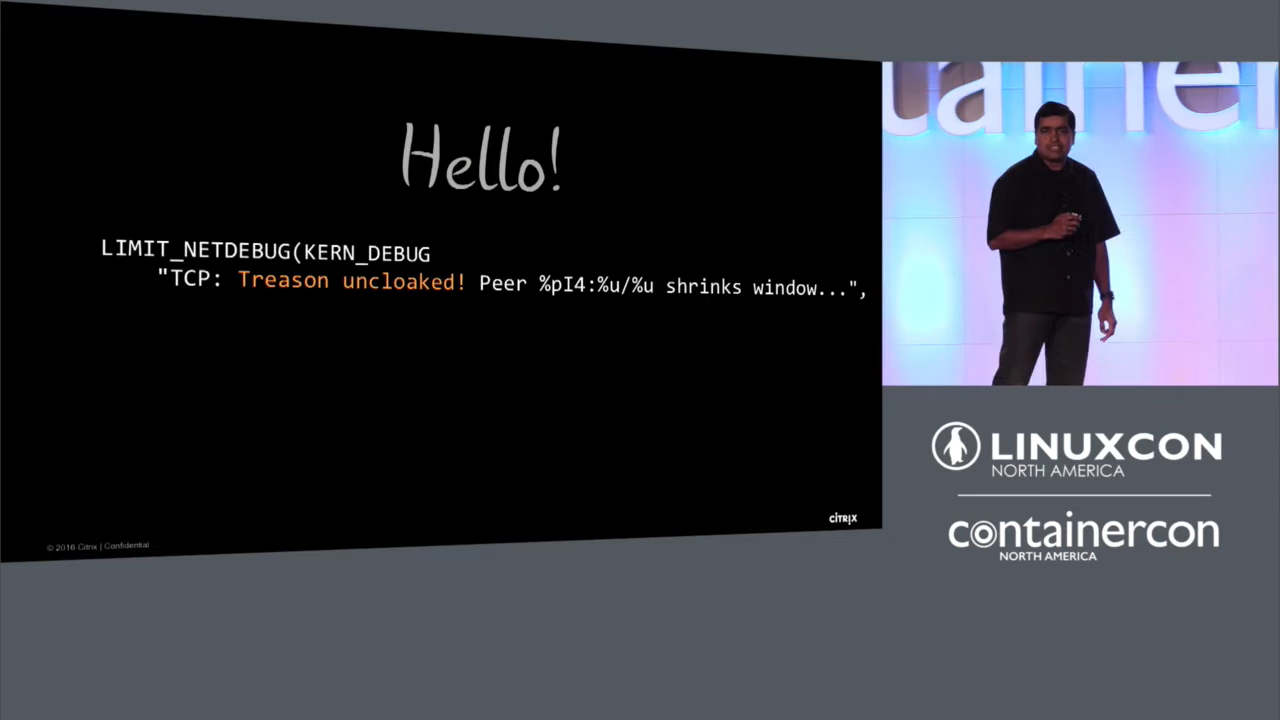 Hello!
LIMIT_NETDEBUG(KERN_DEBUG
"TCP: Treason uncloaked! Peer %pI4:%u/%u shrinks window...",
CITRIX
© 2016 Citrix | Confidential
tainer
LINUXCON
NORTH AMERICA
containercon
NORTH AMERICA